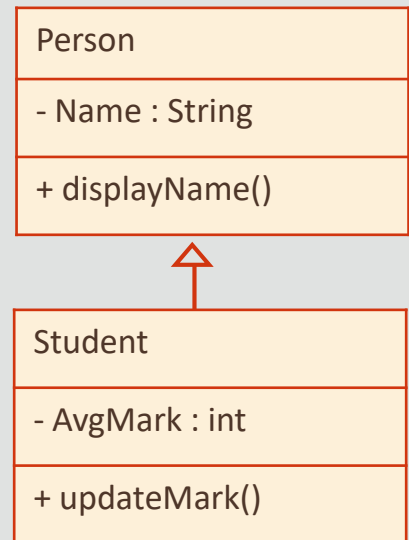 Person
- Name : String
+ displayName()
Student
- AvgMark : int
+ updateMark()